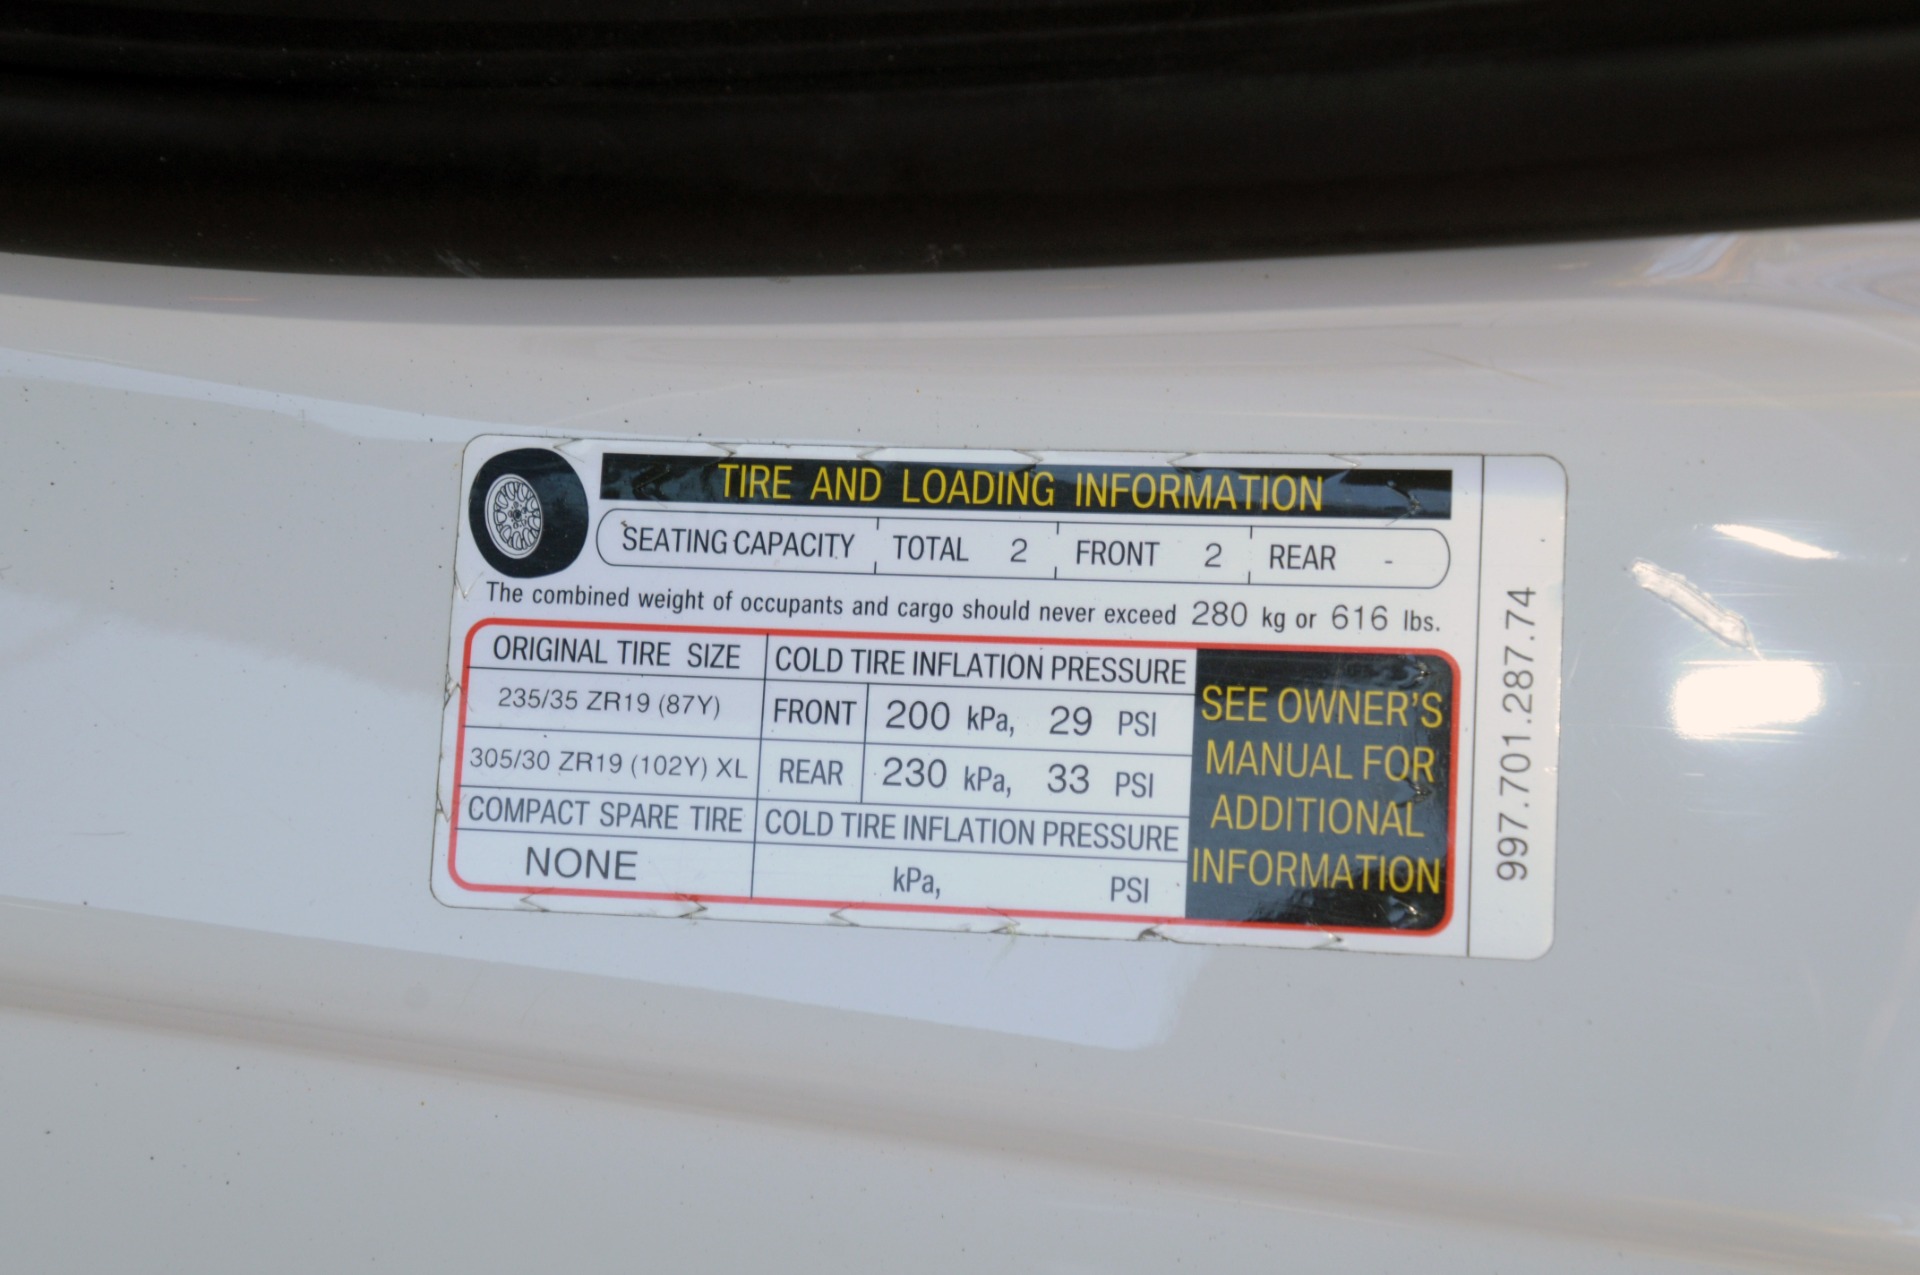 TIRE AND LOADING INFORMATION
SEATING CAPACITY TOTAL 2 FRONT 2 REAR -
The combined weight of occupants and cargo should never exceed 280 kg or 616 lbs.
ORIGINAL TIRE SIZE COLD TIRE INFLATION PRESSURE
235/35 ZR19 (87Y) FRONT 200 kPa, 29 PSI
305/30 ZR19 (102Y) XL REAR 230 kPa, 33 PSI
COMPACT SPARE TIRE COLD TIRE INFLATION PRESSURE
NONE kPa, PSI
SEE OWNER'S
MANUAL FOR
ADDITIONAL
INFORMATION
997.701.287.74